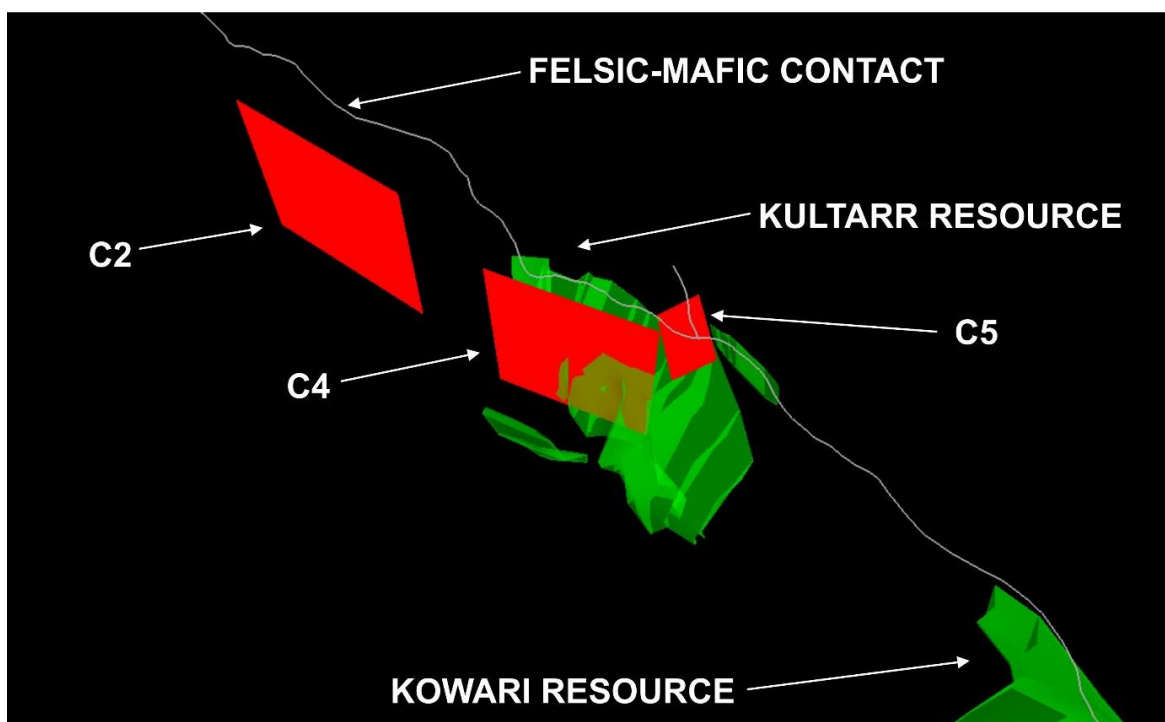 FELSIC-MAFIC CONTACT
KULTARR RESOURCE
C2
C5
C4
KOWARI RESOURCE